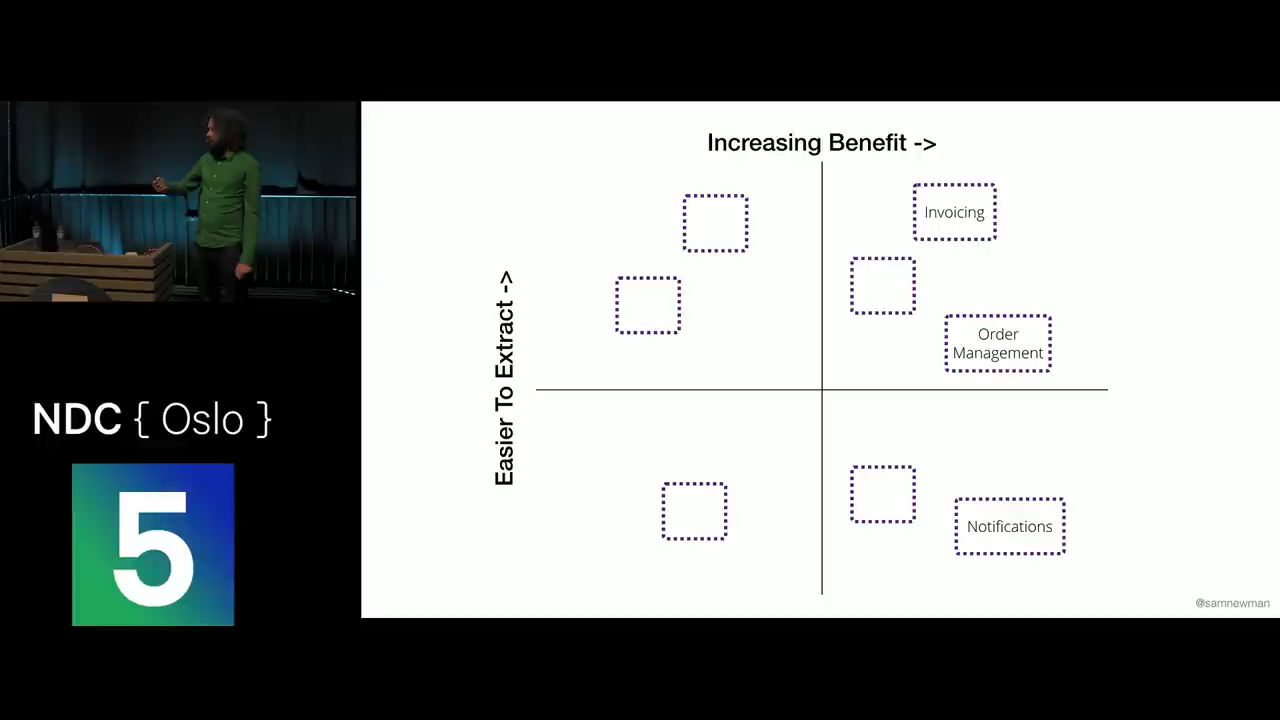 Increasing Benefit ->
Easier To Extract ->
Invoicing
Order
Management
Notifications
NDC { Oslo }
5
@samnewman